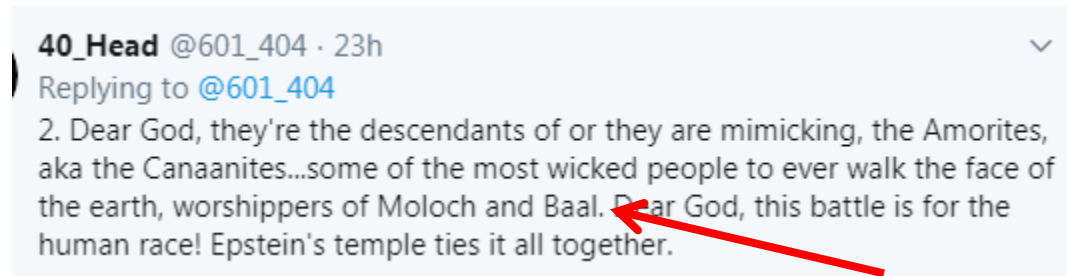 40_Head @601_404 · 23h
Replying to @601_404
2. Dear God, they're the descendants of or they are mimicking, the Amorites,
aka the Canaanites...some of the most wicked people to ever walk the face of
the earth, worshippers of Moloch and Baal. Dear God, this battle is for the
human race! Epstein's temple ties it all together.